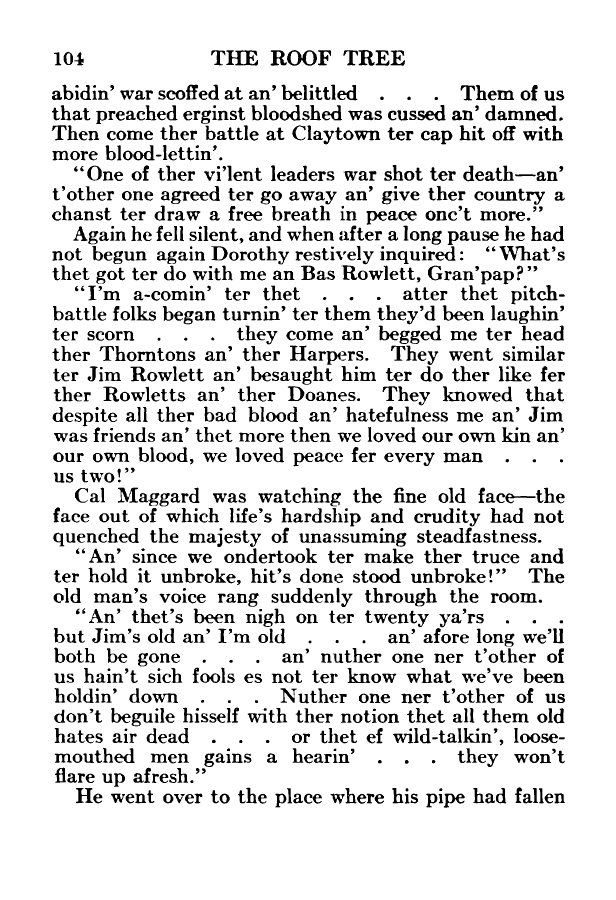 104 THE ROOF TREE
abidin' war scoffed at an' belittled . . . Them of us
that preached erginst bloodshed was cussed an' damned.
Then come ther battle at Claytown ter cap hit off with
more blood-lettin'.
"One of ther vi'lent leaders war shot ter death—an'
t'other one agreed ter go away an' give ther country a
chanst ter draw a free breath in peace onc't more."
Again he fell silent, and when after a long pause he had
not begun again Dorothy restively inquired: "What's
thet got ter do with me an Bas Rowlett, Gran'pap?"
"I'm a-comin' ter thet . . . atter thet pitch-
battle folks began turnin' ter them they'd been laughin'
ter scorn . . . they come an' begged me ter head
ther Thorntons an' ther Harpers. They went similar
ter Jim Rowlett an' besaught him ter do ther like fer
ther Rowletts an' ther Doanes. They knowed that
despite all ther bad blood an' hatefulness me an' Jim
was friends an' thet more then we loved our own kin an'
our own blood, we loved peace fer every man . . .
us two!"
Cal Maggard was watching the fine old face—the
face out of which life's hardship and crudity had not
quenched the majesty of unassuming steadfastness.
"An' since we ondertook ter make ther truce and
ter hold it unbroke, hit's done stood unbroke!" The
old man's voice rang suddenly through the room.
"An' thet's been nigh on ter twenty ya'rs . . .
but Jim's old an' I'm old . . . an' afore long we'll
both be gone . . . an' nuther one ner t'other of
us hain't sich fools es not ter know what we've been
holdin' down . . . Nuther one ner t'other of us
don't beguile hisself with ther notion thet all them old
hates air dead . . . or thet ef wild-talkin', loose-
mouthed men gains a hearin' . . . they won't
flare up afresh."
He went over to the place where his pipe had fallen